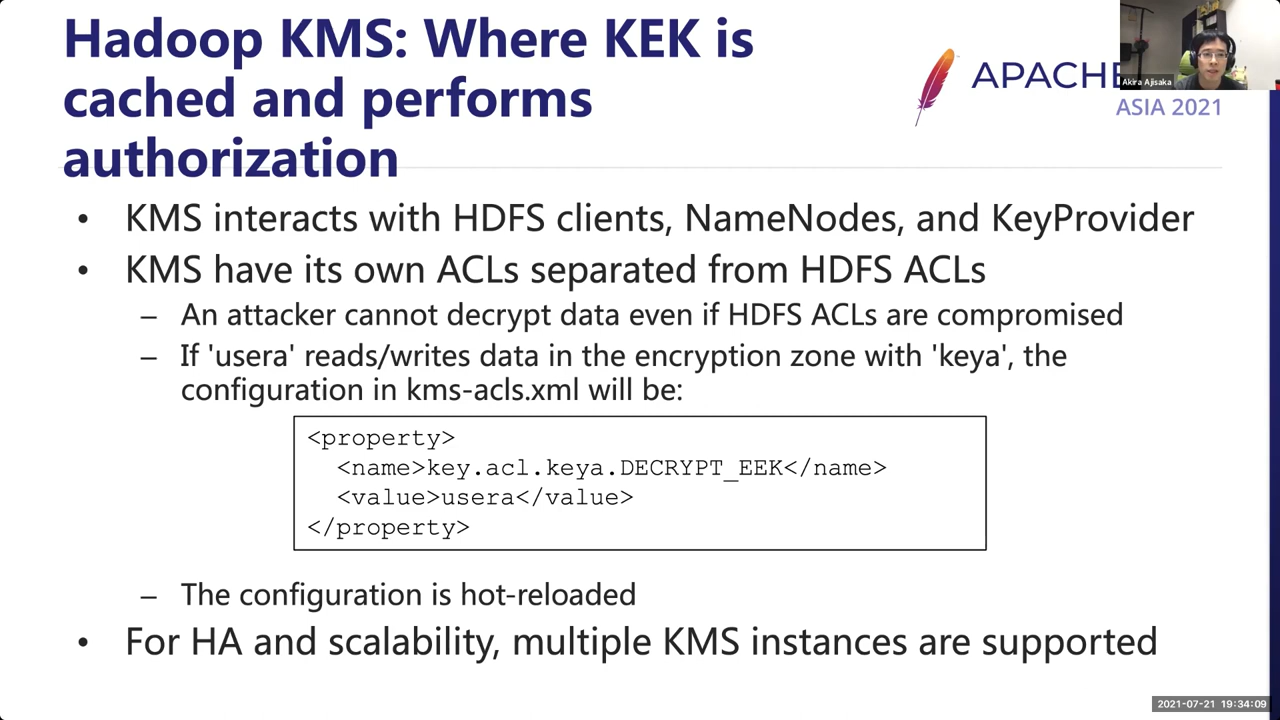 Hadoop KMS: Where KEK is
cached and performs
authorization
APACHE
ASIA 2021
Akira Ajisaka
• KMS interacts with HDFS clients, NameNodes, and KeyProvider
• KMS have its own ACLs separated from HDFS ACLs
– An attacker cannot decrypt data even if HDFS ACLs are compromised
– If 'usera' reads/writes data in the encryption zone with 'keya', the
configuration in kms-acls.xml will be:
<property>
<name>key.acl.keya.DECRYPT_EEK</name>
<value>usera</value>
</property>
– The configuration is hot-reloaded
• For HA and scalability, multiple KMS instances are supported
2021-07-21 19:34:09